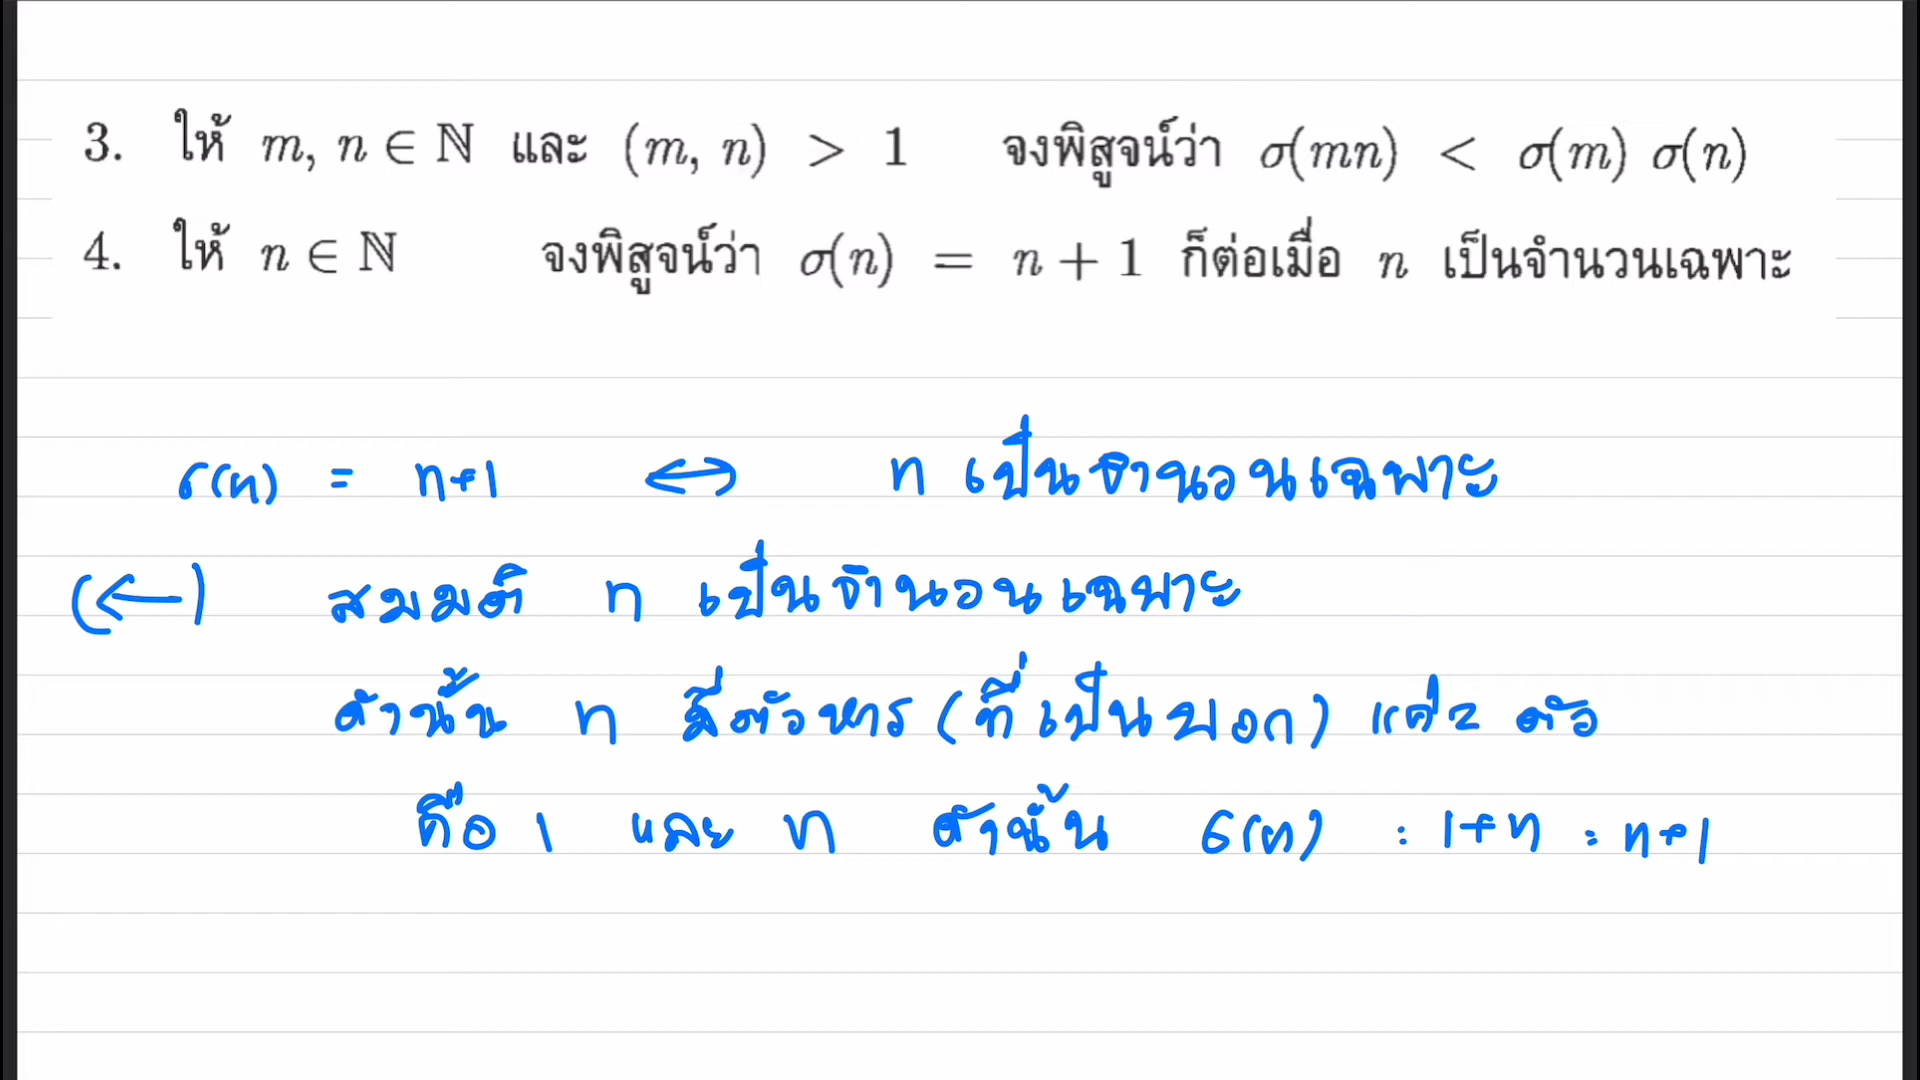 3. ให้ m, n ∈ ℕ และ (m, n) > 1 จงพิสูจน์ว่า σ(mn) < σ(m) σ(n)
4. ให้ n ∈ ℕ จงพิสูจน์ว่า σ(n) = n + 1 ก็ต่อเมื่อ n เป็นจำนวนเฉพาะ
σ(n) = n+1 ↔ n เป็นจำนวนเฉพาะ
(←) สมมติ n เป็นจำนวนเฉพาะ
ดังนั้น n มีตัวหาร (ที่เป็นบวก) แค่ 2 ตัว
คือ 1 และ n ดังนั้น σ(n) = 1+n = n+1